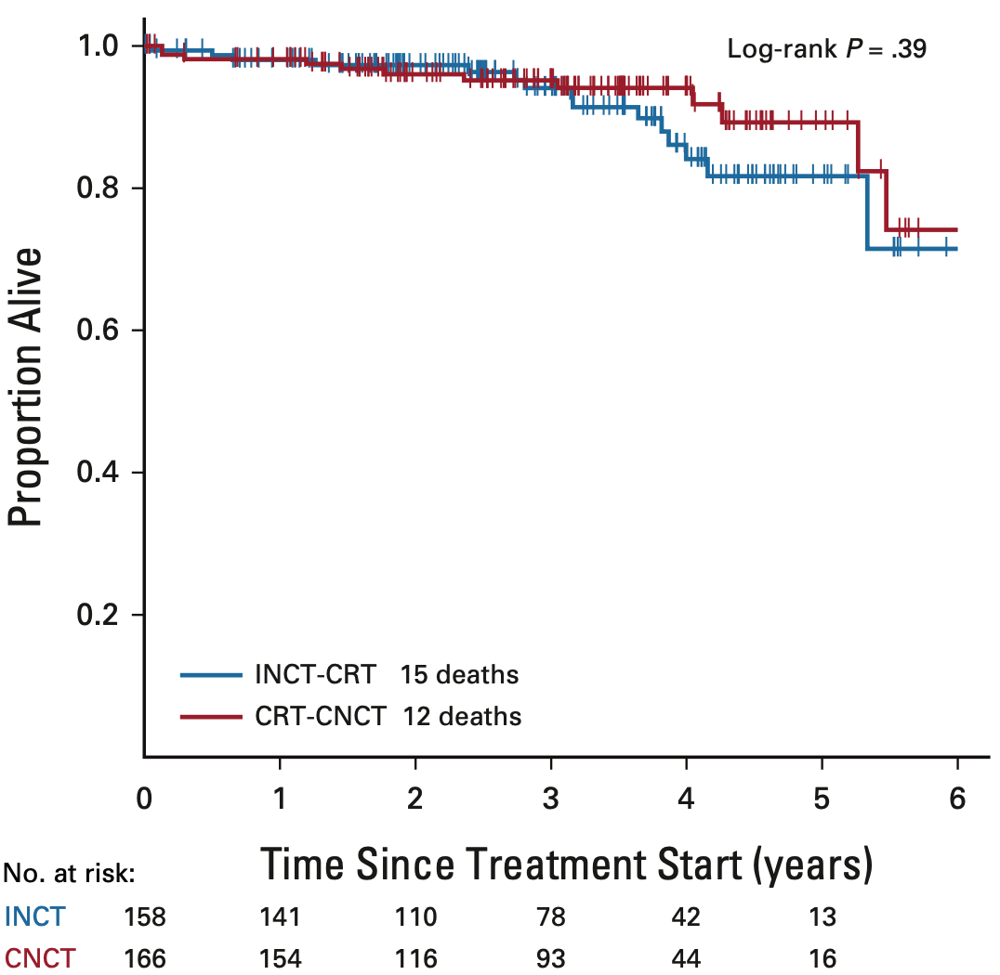 1.0
Log-rank P = .39
0.8
0.6
0.4
0.2
Proportion Alive
INCT-CRT 15 deaths
CRT-CNCT 12 deaths
0 1 2 3 4 5 6
Time Since Treatment Start (years)
No. at risk:
INCT 158 141 110 78 42 13
CNCT 166 154 116 93 44 16